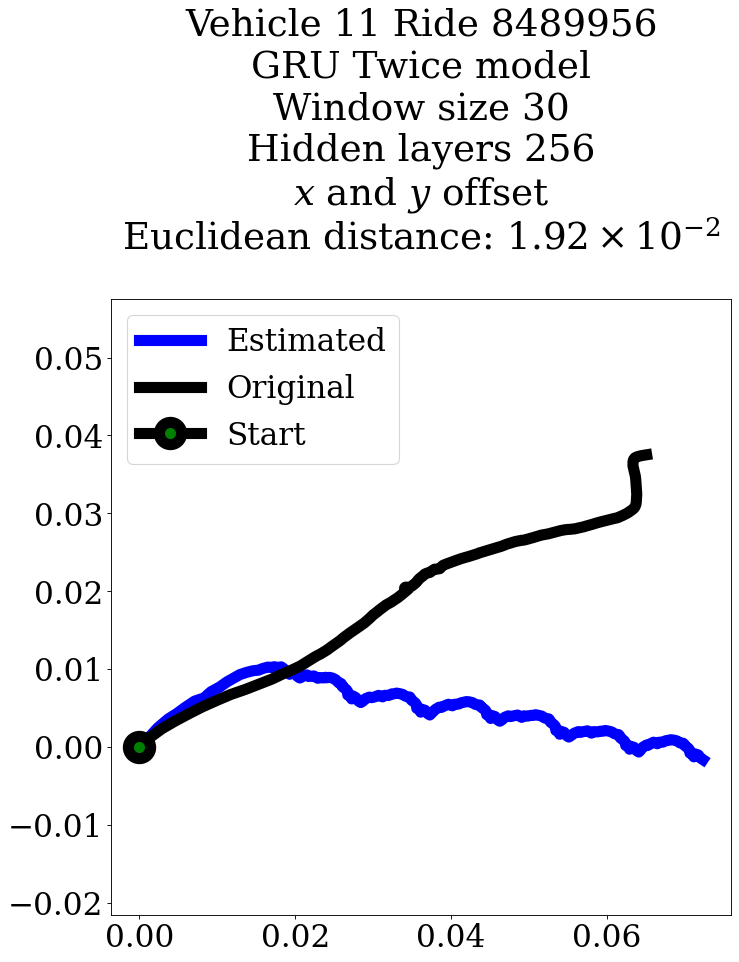 Vehicle 11 Ride 8489956
GRU Twice model
Window size 30
Hidden layers 256
x and y offset
Euclidean distance: 1.92 × 10⁻²
Estimated
Original
Start
0.05
0.04
0.03
0.02
0.01
0.00
−0.01
−0.02
0.00 0.02 0.04 0.06